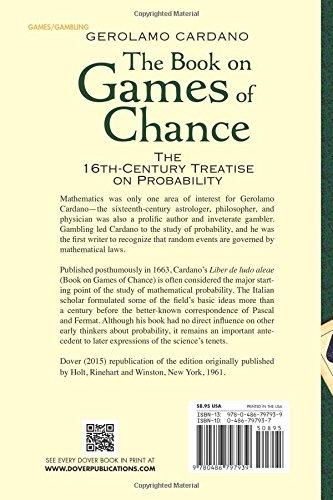 GAMES/GAMBLING
GEROLAMO CARDANO
The Book on
Games of
Chance
THE
16TH-CENTURY TREATISE
ON PROBABILITY
Mathematics was only one area of interest for Gerolamo
Cardano—the sixteenth-century astrologer, philosopher, and
physician was also a prolific author and inveterate gambler.
Gambling led Cardano to the study of probability, and he was
the first writer to recognize that random events are governed by
mathematical laws.
Published posthumously in 1663, Cardano's Liber de ludo aleae
(Book on Games of Chance) is often considered the major start-
ing point of the study of mathematical probability. The Italian
scholar formulated some of the field's basic ideas more than
a century before the better-known correspondence of Pascal
and Fermat. Although his book had no direct influence on other
early thinkers about probability, it remains an important ante-
cedent to later expressions of the science's tenets.
Dover (2015) republication of the edition originally published
by Holt, Rinehart and Winston, New York, 1961.
$8.95 USA
PRINTED IN THE USA
ISBN-13: 978-0-486-79793-9
ISBN-10: 0-486-79793-7
50895
9 780486 797939
SEE EVERY DOVER BOOK IN PRINT AT
WWW.DOVERPUBLICATIONS.COM